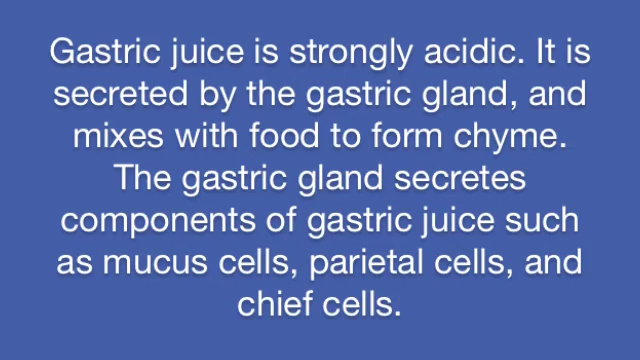 Gastric juice is strongly acidic. It is
secreted by the gastric gland, and
mixes with food to form chyme.
The gastric gland secretes
components of gastric juice such
as mucus cells, parietal cells, and
chief cells.